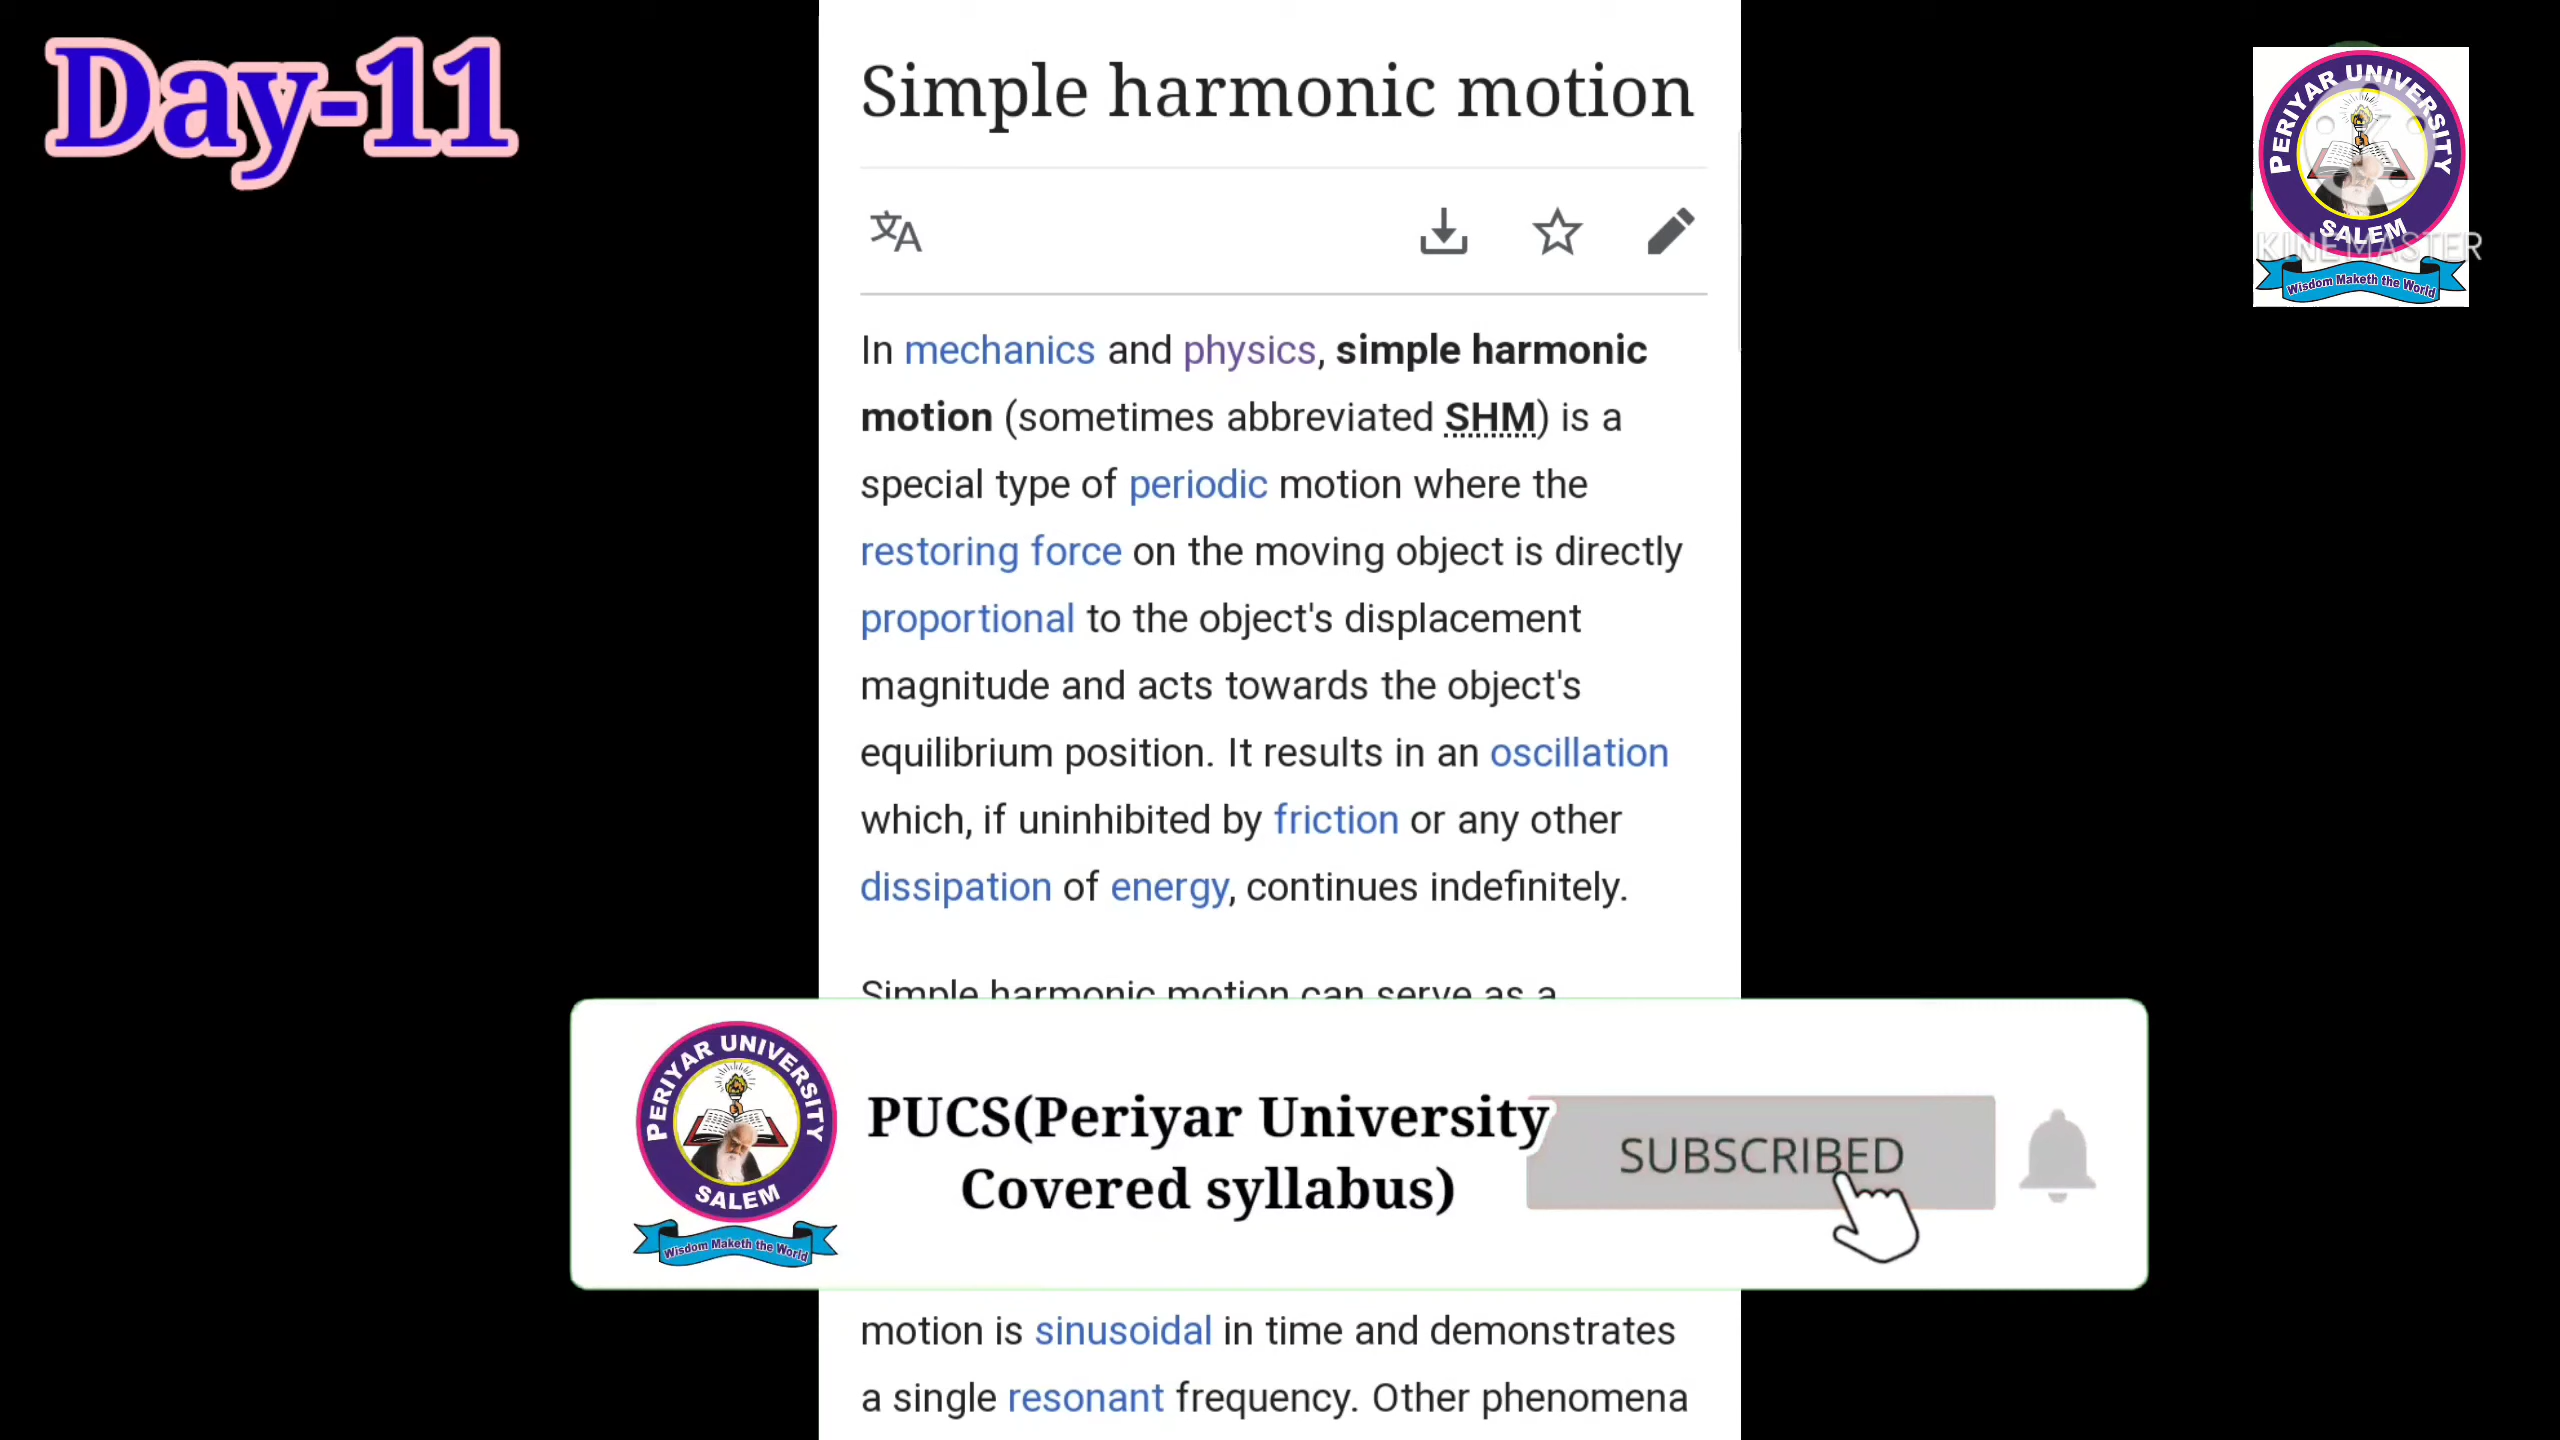 Day-11
Simple harmonic motion
PERIYAR UNIVERSITY
SALEM
KINEMASTER
Wisdom Maketh the World
In mechanics and physics, simple harmonic
motion (sometimes abbreviated SHM) is a
special type of periodic motion where the
restoring force on the moving object is directly
proportional to the object's displacement
magnitude and acts towards the object's
equilibrium position. It results in an oscillation
which, if uninhibited by friction or any other
dissipation of energy, continues indefinitely.
Simple harmonic motion can serve as a
PERIYAR UNIVERSITY
SALEM
Wisdom Maketh the World
PUCS(Periyar University
Covered syllabus)
SUBSCRIBED
motion is sinusoidal in time and demonstrates
a single resonant frequency. Other phenomena